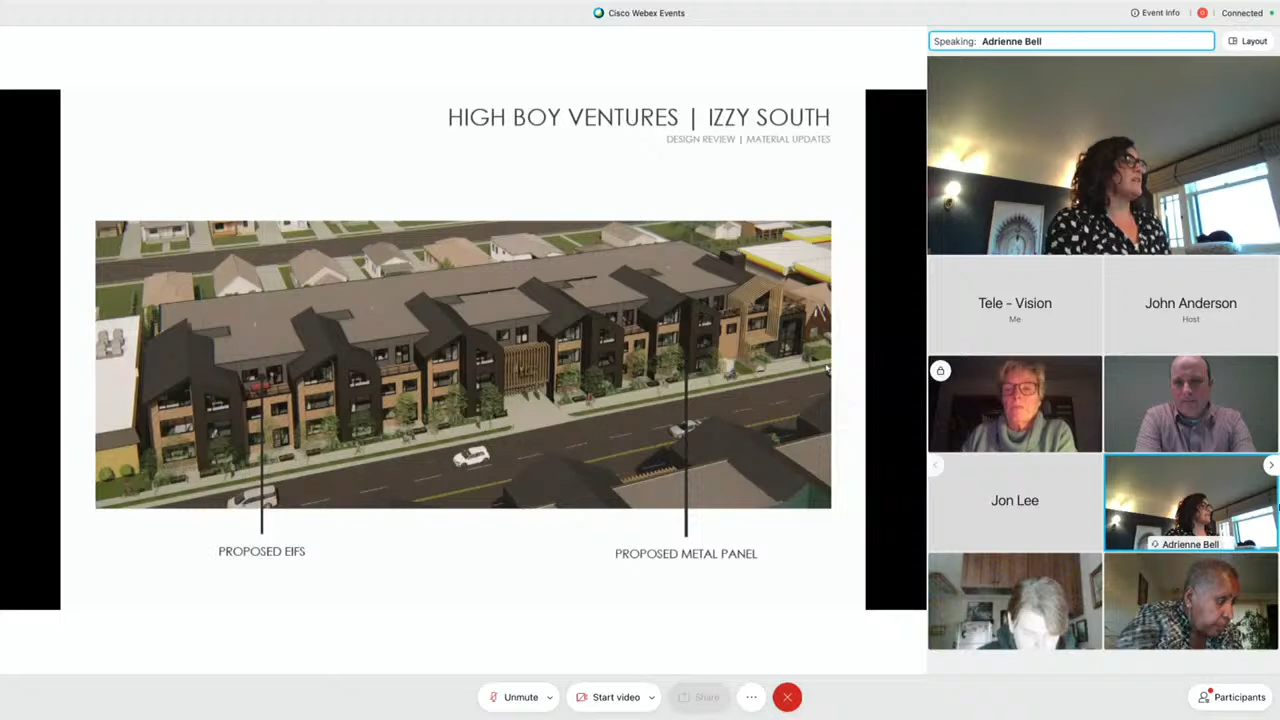 Cisco Webex Events
Event Info
Connected
Speaking: Adrienne Bell
Layout
HIGH BOY VENTURES | IZZY SOUTH
DESIGN REVIEW | MATERIAL UPDATES
PROPOSED EIFS
PROPOSED METAL PANEL
Tele - Vision
Me
John Anderson
Host
Jon Lee
Adrienne Bell
Unmute
Start video
Share
Participants